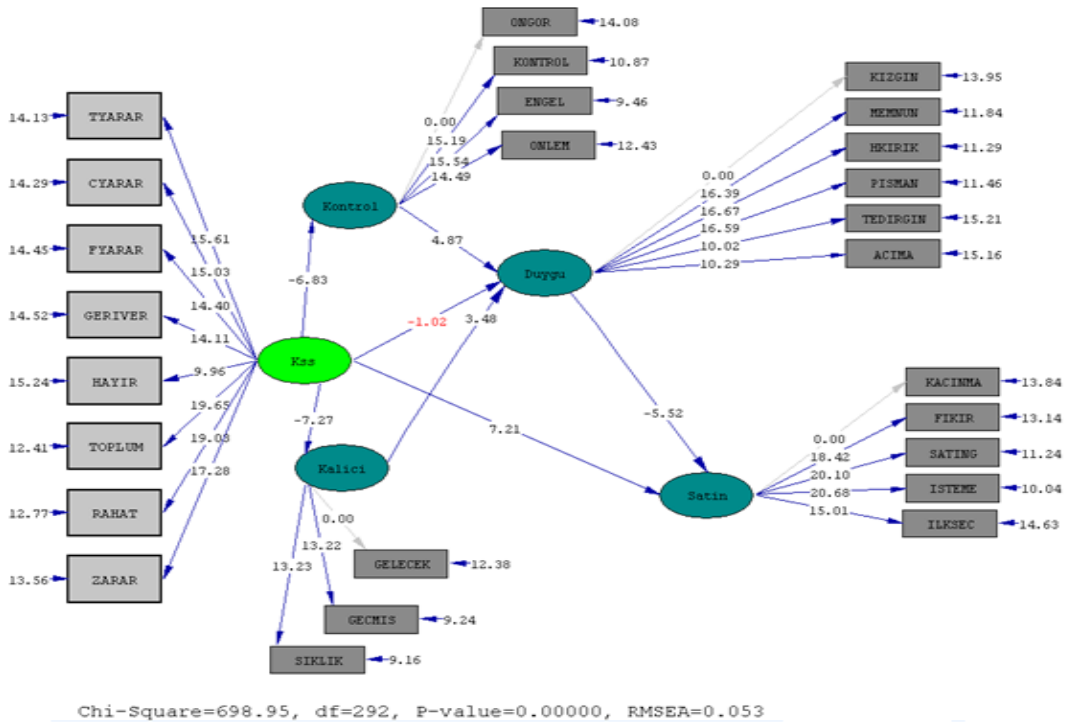 ONGOR
14.08
KONTROL
10.87
ENGEL
9.46
ONLEM
12.43
0.00
15.19
15.54
14.49
KIZGIN
13.95
MEMNUN
11.84
HKIRIK
11.29
PISMAN
11.46
TEDIRGIN
15.21
ACIMA
15.16
0.00
16.39
16.67
16.59
10.02
10.29
14.13
TYARAR
14.29
CYARAR
14.45
FYARAR
14.52
GERIVER
15.24
HAYIR
12.41
TOPLUM
12.77
RAHAT
13.56
ZARAR
15.61
15.03
14.40
14.11
9.96
19.65
19.03
17.28
Kontrol
4.87
Duygu
-6.83
-1.02
3.48
Kss
-7.27
7.21
-5.52
Kalici
Satin
0.00
13.22
13.23
GELECEK
12.38
GECMIS
9.24
SIKLIK
9.16
KACINMA
13.84
FIKIR
13.14
SATING
11.24
ISTEME
10.04
ILKSEC
14.63
0.00
18.42
20.10
20.68
15.01
Chi-Square=698.95, df=292, P-value=0.00000, RMSEA=0.053